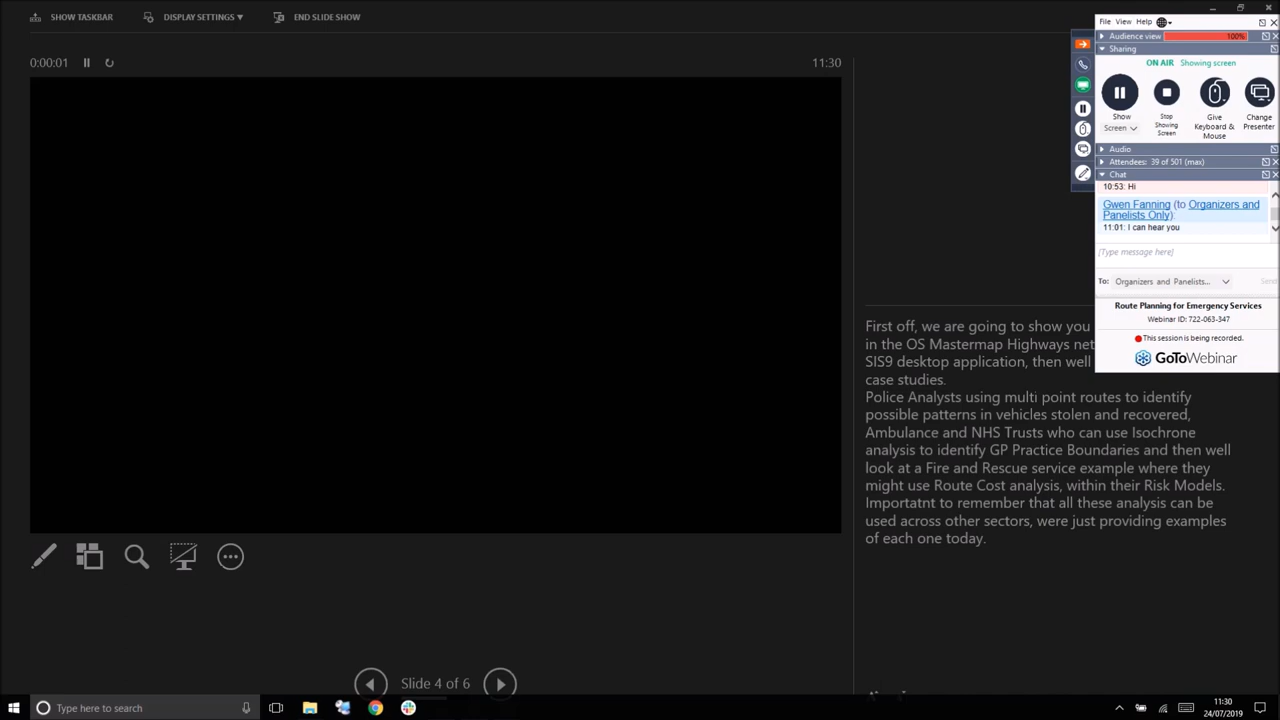 SHOW TASKBAR
DISPLAY SETTINGS ▼
END SLIDE SHOW
0:00:01
11:30
First off, we are going to show you
in the OS Mastermap Highways net
SIS9 desktop application, then well
case studies.
Police Analysts using multi point routes to identify
possible patterns in vehicles stolen and recovered,
Ambulance and NHS Trusts who can use Isochrone
analysis to identify GP Practice Boundaries and then well
look at a Fire and Rescue service example where they
might use Route Cost analysis, within their Risk Models.
Importatnt to remember that all these analysis can be
used across other sectors, were just providing examples
of each one today.
Slide 4 of 6
File View Help
Audience view 100%
Sharing
ON AIR Showing screen
Show
Screen
Stop
Showing
Screen
Give
Keyboard &
Mouse
Change
Presenter
Audio
Attendees: 39 of 501 (max)
Chat
10:53: Hi
Gwen Fanning (to Organizers and
Panelists Only):
11:01: I can hear you
[Type message here]
To: Organizers and Panelists...
Send
Route Planning for Emergency Services
Webinar ID: 722-063-347
This session is being recorded.
GoToWebinar
Type here to search
11:30
24/07/2019